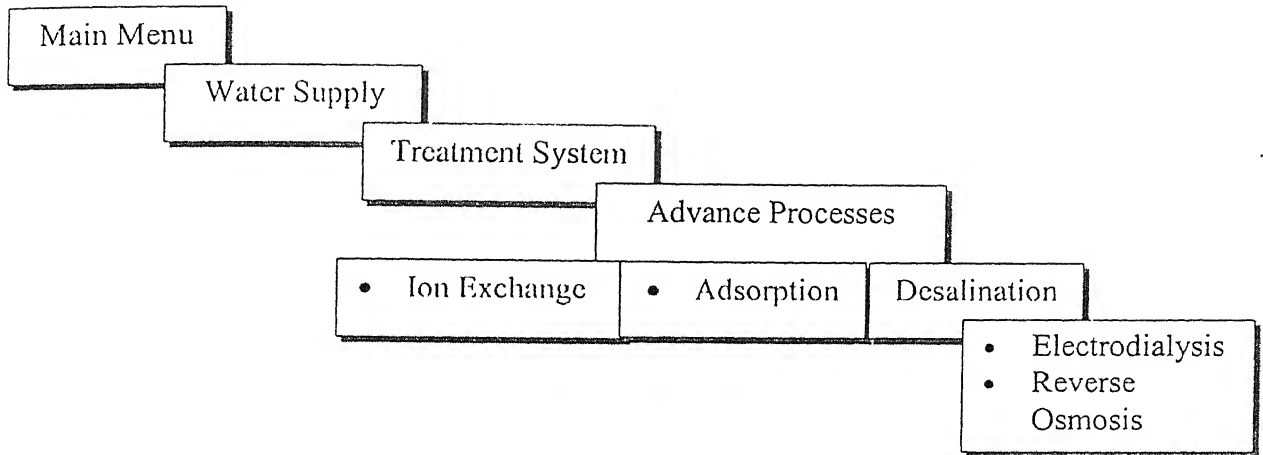 Main Menu
Water Supply
Treatment System
Advance Processes
• Ion Exchange
• Adsorption
Desalination
• Electrodialysis
• Reverse
Osmosis